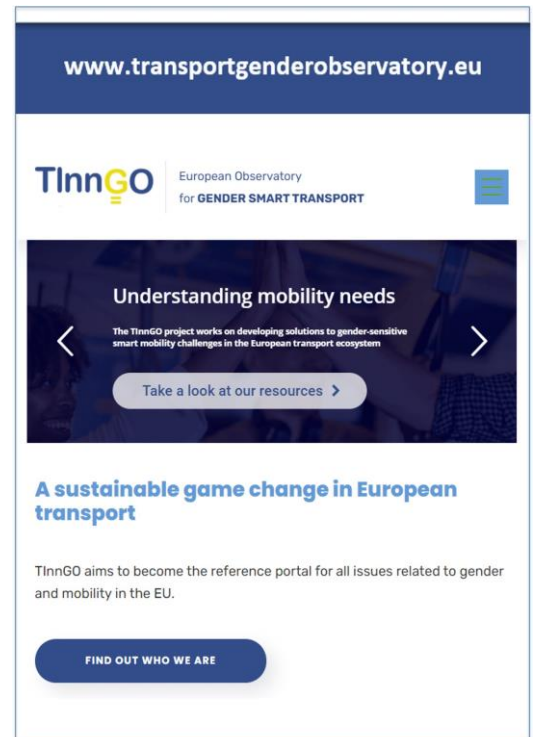 www.transportgenderobservatory.eu
TInnGO
European Observatory
for GENDER SMART TRANSPORT
Understanding mobility needs
The TInnGO project works on developing solutions to gender-sensitive
smart mobility challenges in the European transport ecosystem
Take a look at our resources
A sustainable game change in European
transport
TInnGO aims to become the reference portal for all issues related to gender
and mobility in the EU.
FIND OUT WHO WE ARE